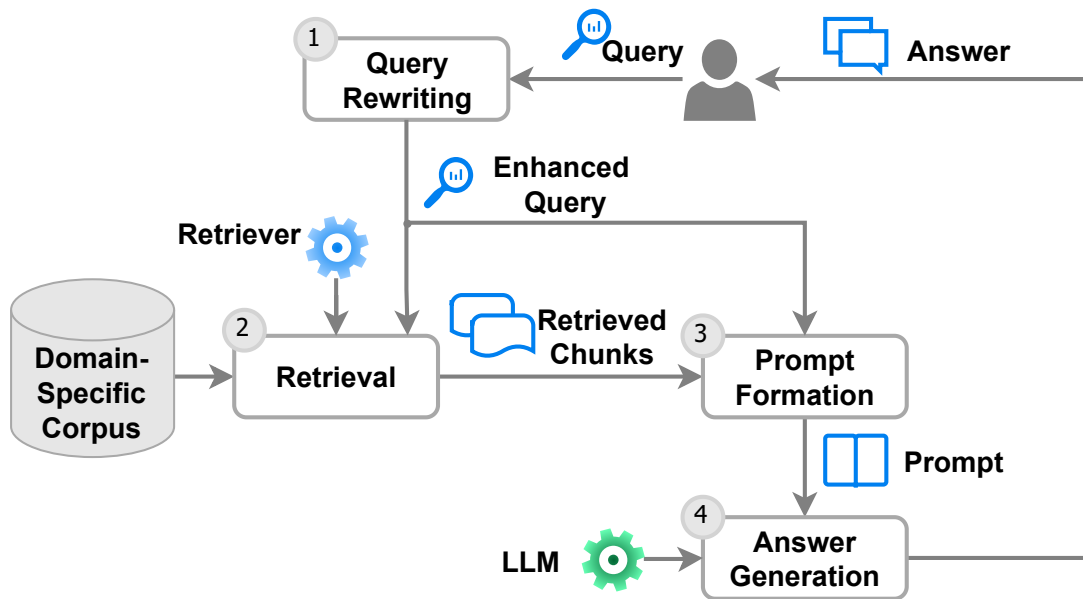 1
Query
Rewriting
Query
Answer
Enhanced
Query
Retriever
Domain-
Specific
Corpus
2
Retrieval
Retrieved
Chunks
3
Prompt
Formation
Prompt
LLM
4
Answer
Generation